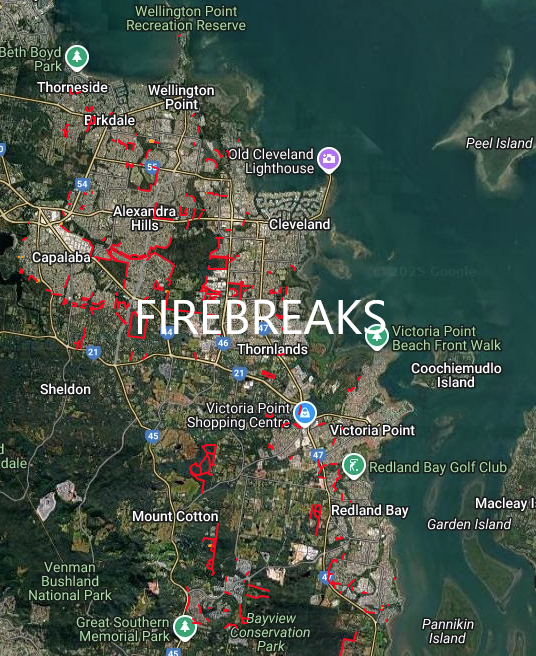 Wellington Point
Recreation Reserve
Beth Boyd
Park
Thorneside
Wellington
Point
Birkdale
Peel Island
55
Old Cleveland
Lighthouse
54
Alexandra
Hills
Cleveland
Capalaba
©2025 Google
FIREBREAKS
44
47
46
Victoria Point
Beach Front Walk
21
Thornlands
Coochiemudlo
Island
21
Sheldon
Victoria Point
Shopping Centre
45
Victoria Point
dale
47
Redland Bay Golf Club
Mount Cotton
Redland Bay
Macleay Is
Garden Island
Venman
Bushland
National Park
Great Southern
Memorial Park
Bayview
Conservation
Park
Pannikin
Island
45